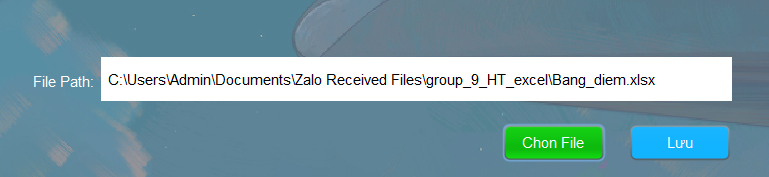 File Path: C:\Users\Admin\Documents\Zalo Received Files\group_9_HT_excel\Bang_diem.xlsx
Chon File Lưu